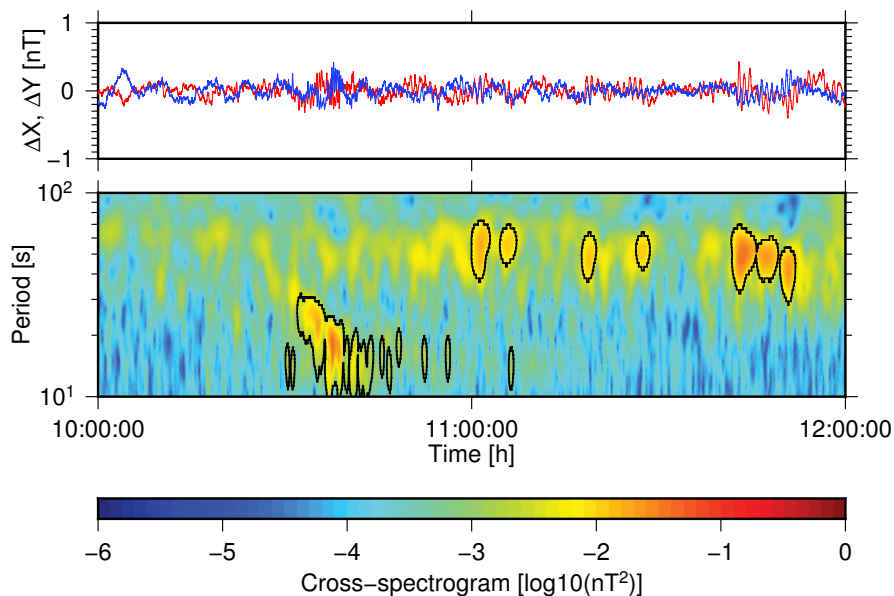 1
0
−1
ΔX, ΔY [nT]
10²
10¹
Period [s]
10:00:00 11:00:00 12:00:00
Time [h]
−6 −5 −4 −3 −2 −1 0
Cross−spectrogram [log10(nT²)]